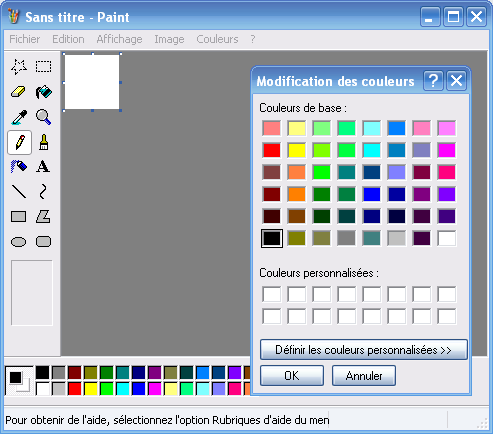 Sans titre - Paint
Fichier Edition Affichage Image Couleurs ?
Modification des couleurs ?
Couleurs de base :
A
Couleurs personnalisées :
Définir les couleurs personnalisées >>
OK Annuler
Pour obtenir de l'aide, sélectionnez l'option Rubriques d'aide du men